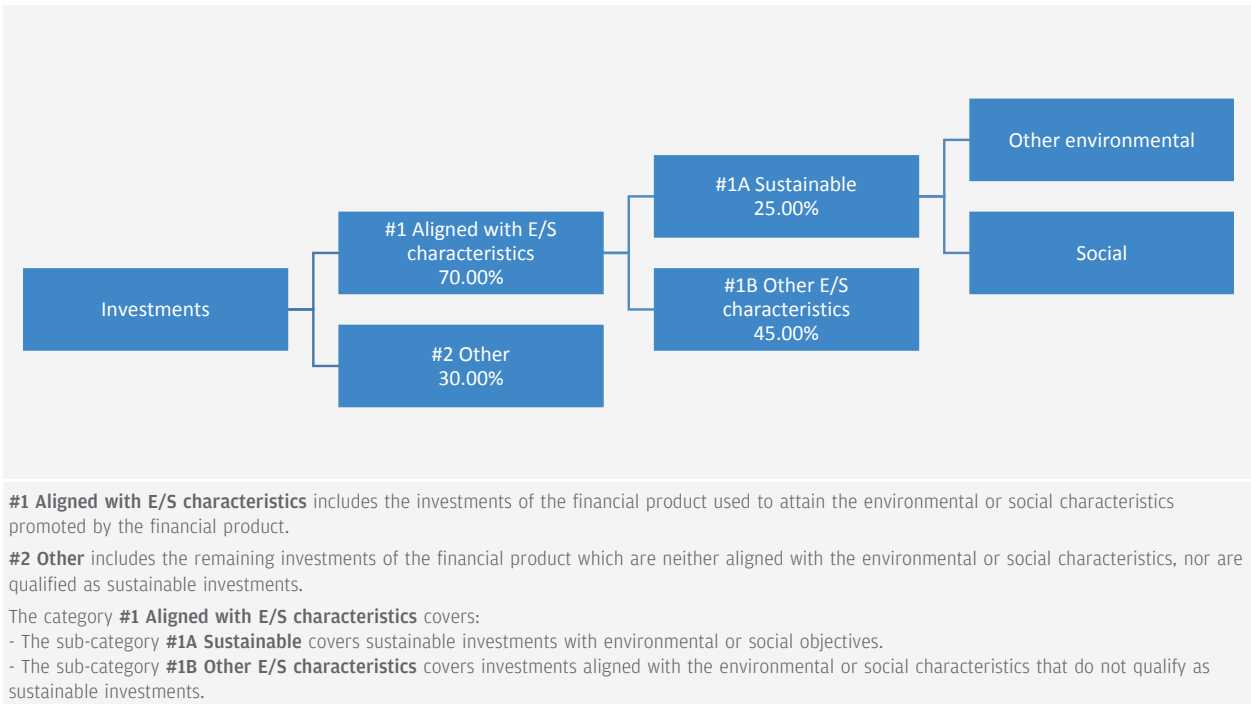 Other environmental
#1A Sustainable
25.00%
#1 Aligned with E/S
characteristics
70.00%
Social
#1B Other E/S
characteristics
45.00%
Investments
#2 Other
30.00%
#1 Aligned with E/S characteristics includes the investments of the financial product used to attain the environmental or social characteristics
promoted by the financial product.
#2 Other includes the remaining investments of the financial product which are neither aligned with the environmental or social characteristics, nor are
qualified as sustainable investments.
The category #1 Aligned with E/S characteristics covers:
- The sub-category #1A Sustainable covers sustainable investments with environmental or social objectives.
- The sub-category #1B Other E/S characteristics covers investments aligned with the environmental or social characteristics that do not qualify as
sustainable investments.